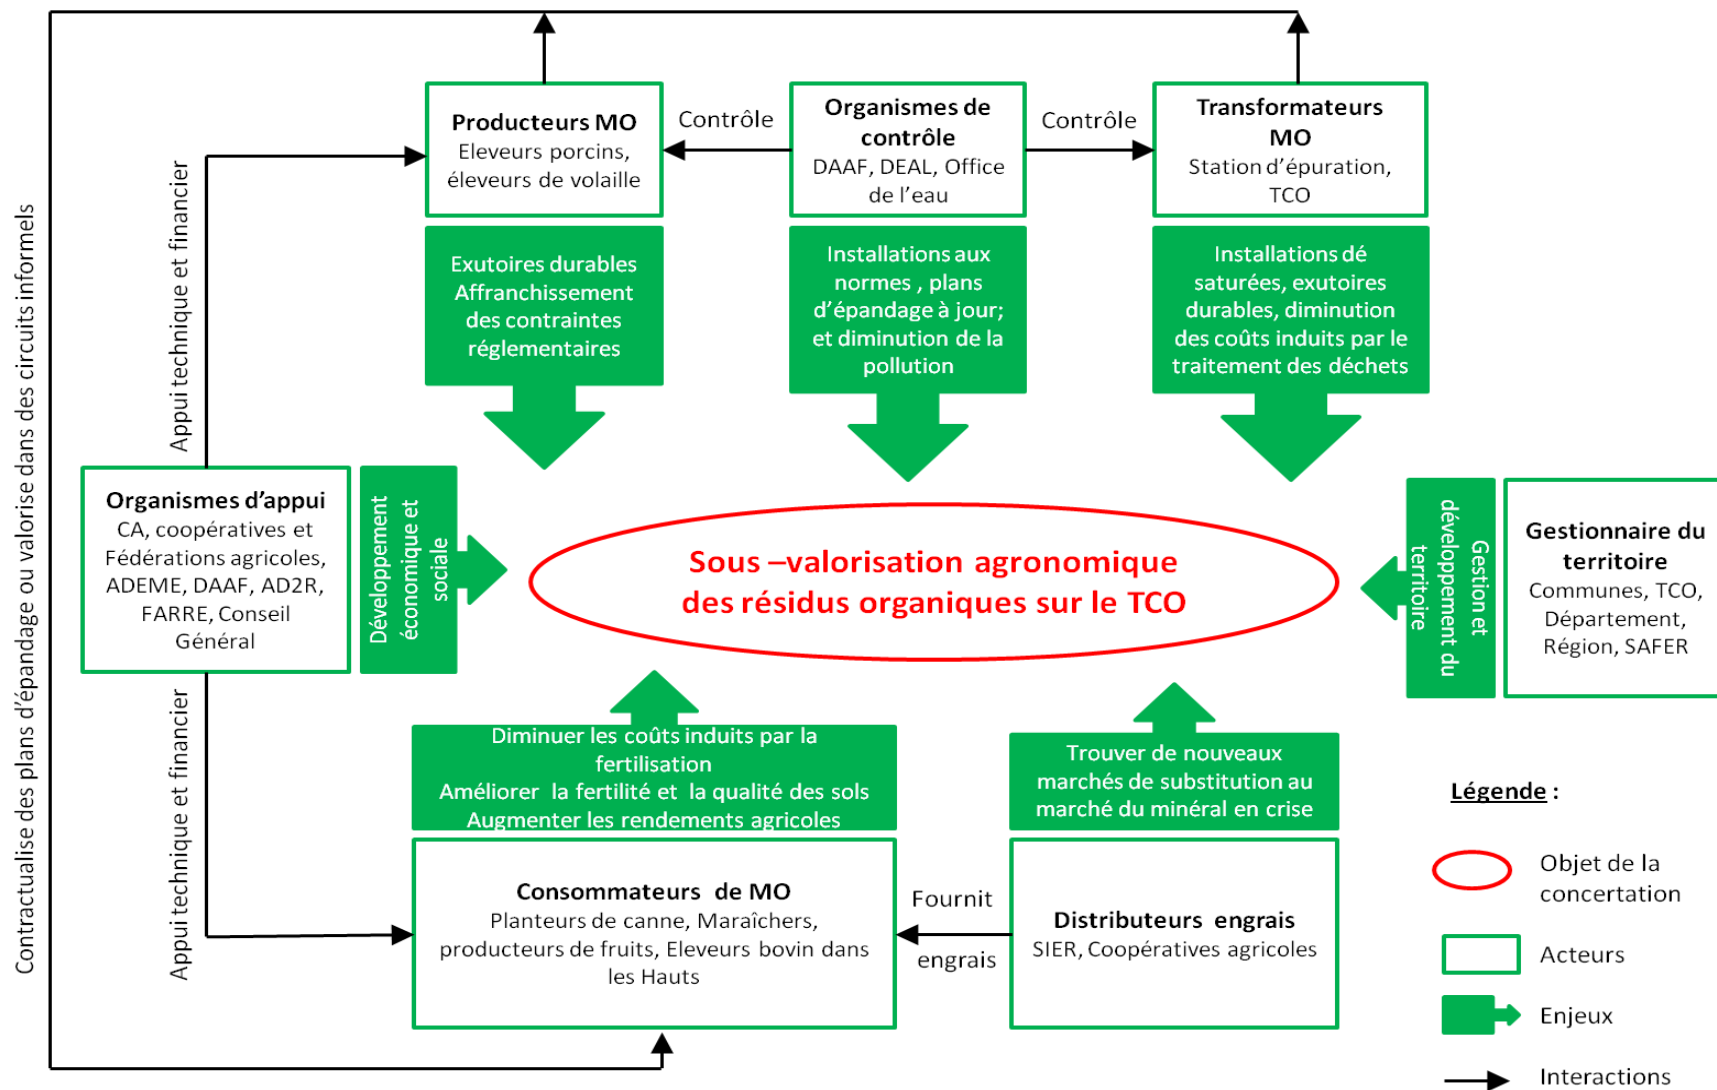 Contractualise des plans d'épandage ou valorise dans des circuits informels
Appui technique et financier
Producteurs MO
Eleveurs porcins,
éleveurs de volaille
Contrôle
Organismes de
contrôle
DAAF, DEAL, Office
de l'eau
Contrôle
Transformateurs
MO
Station d'épuration,
TCO
Exutoires durables
Affranchissement
des contraintes
réglementaires
Installations aux
normes , plans
d'épandage à jour;
et diminution de la
pollution
Installations dé
saturées, exutoires
durables, diminution
des coûts induits par le
traitement des déchets
Organismes d'appui
CA, coopératives et
Fédérations agricoles,
ADEME, DAAF, AD2R,
FARRE, Conseil
Général
Développement
économique et
sociale
Sous –valorisation agronomique
des résidus organiques sur le TCO
Gestion et
développement du
territoire
Gestionnaire du
territoire
Communes, TCO,
Département,
Région, SAFER
Appui technique et financier
Diminuer les coûts induits par la
fertilisation
Améliorer la fertilité et la qualité des sols
Augmenter les rendements agricoles
Trouver de nouveaux
marchés de substitution au
marché du minéral en crise
Consommateurs de MO
Planteurs de canne, Maraîchers,
producteurs de fruits, Eleveurs bovin dans
les Hauts
Fournit
engrais
Distributeurs engrais
SIER, Coopératives agricoles
Légende :
Objet de la
concertation
Acteurs
Enjeux
Interactions